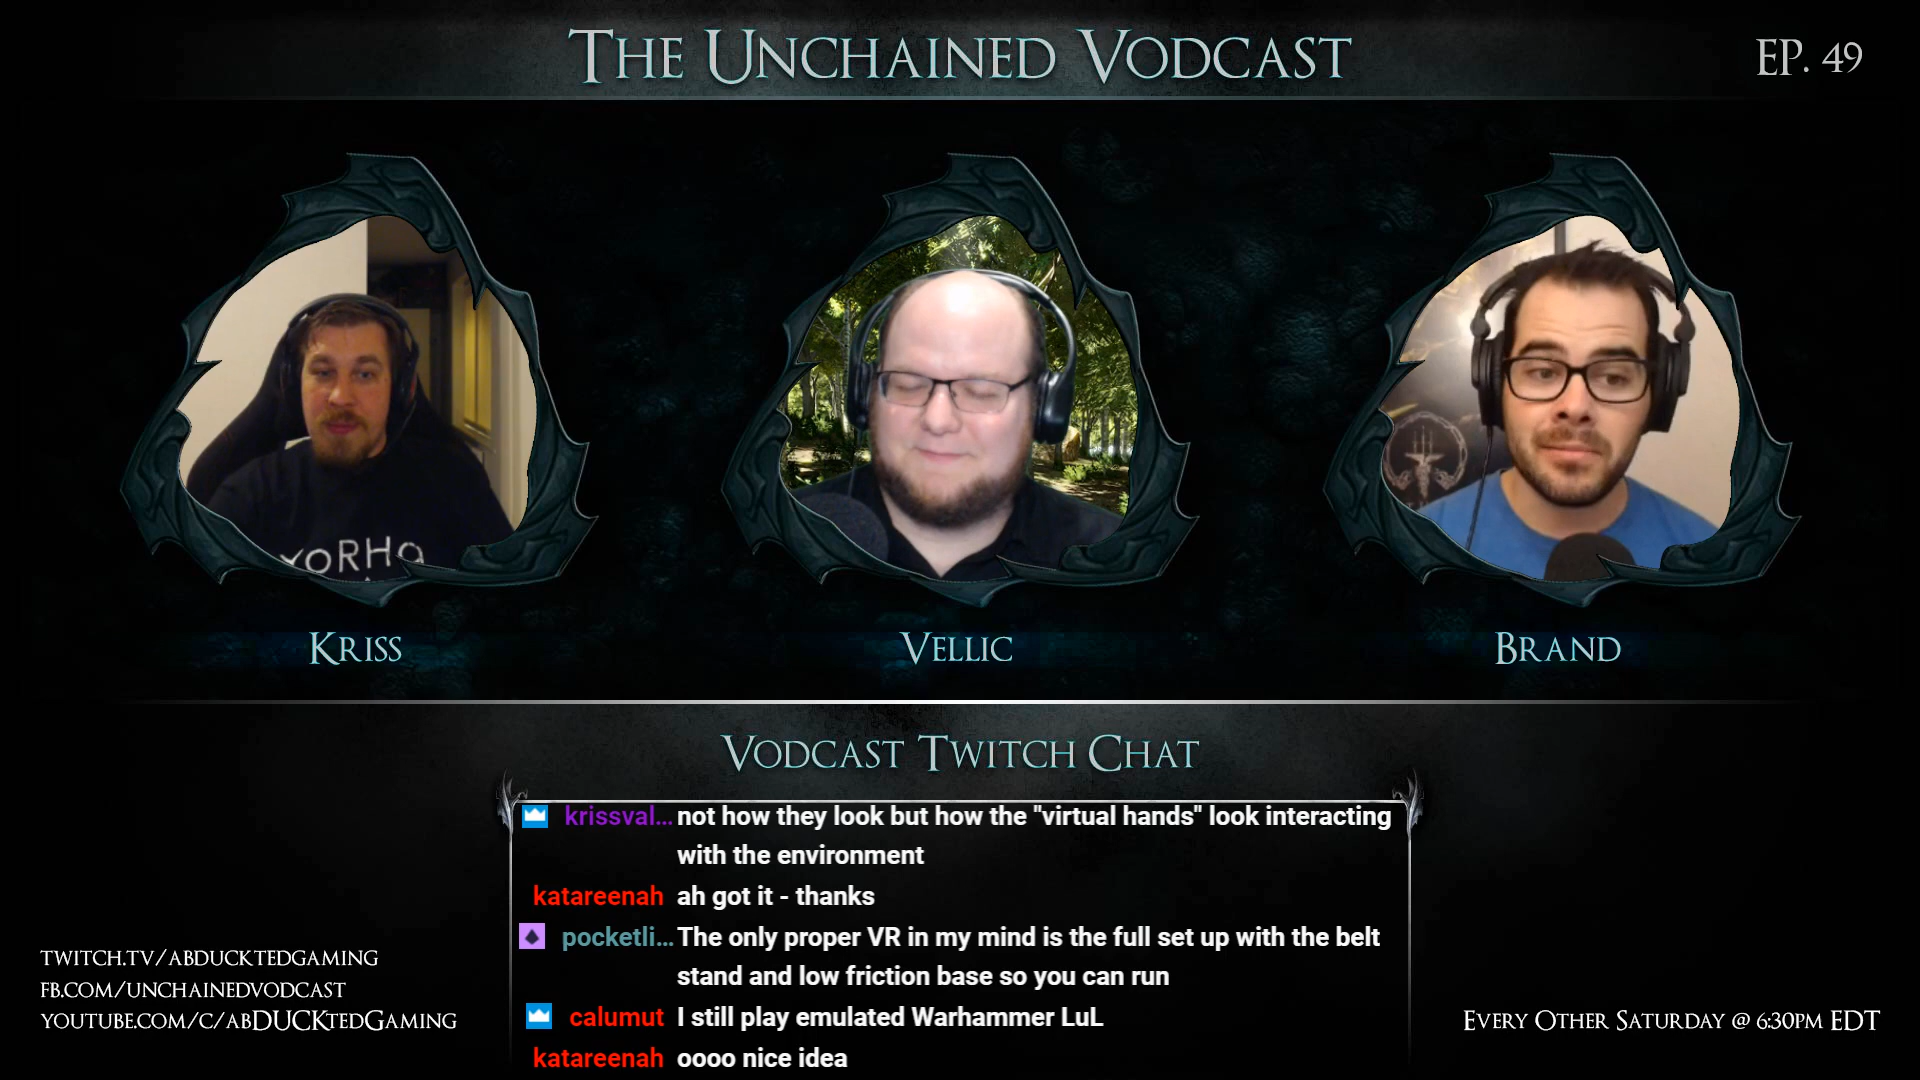 THE UNCHAINED VODCAST
EP. 49
YORHA
KRISS
VELLIC
BRAND
VODCAST TWITCH CHAT
krissval... not how they look but how the "virtual hands" look interacting
with the environment
katareenah ah got it - thanks
pocketli... The only proper VR in my mind is the full set up with the belt
stand and low friction base so you can run
calumut I still play emulated Warhammer LuL
katareenah oooo nice idea
TWITCH.TV/ABDUCKTEDGAMING
FB.COM/UNCHAINEDVODCAST
YOUTUBE.COM/C/ABDUCKTEDGAMING
EVERY OTHER SATURDAY @ 6:30PM EDT